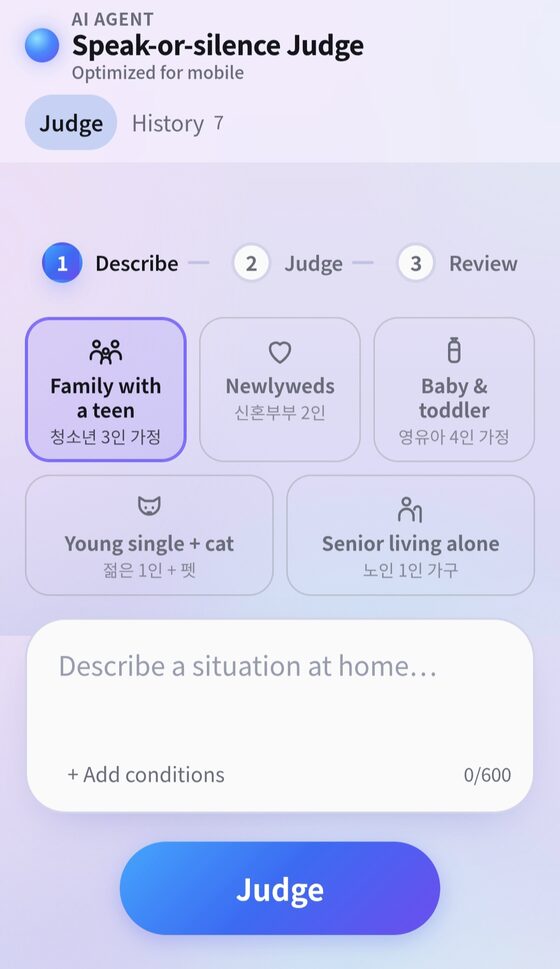 AI AGENT
Speak-or-silence Judge
Optimized for mobile
Judge
History 7
1 Describe
2 Judge
3 Review
Family with
a teen
청소년 3인 가정
Newlyweds
신혼부부 2인
Baby &
toddler
영유아 4인 가정
Young single + cat
젊은 1인 + 펫
Senior living alone
노인 1인 가구
Describe a situation at home…
+ Add conditions
0/600
Judge